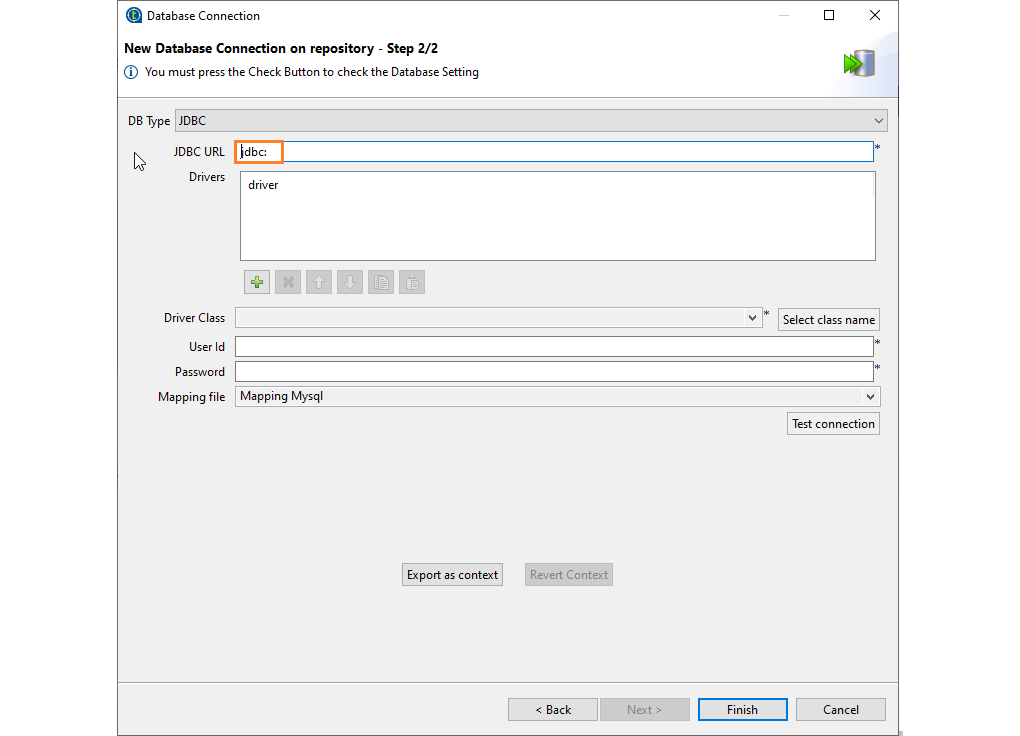 Database Connection
New Database Connection on repository - Step 2/2
You must press the Check Button to check the Database Setting
DB Type JDBC
JDBC URL jdbc: *
Drivers
driver
Driver Class * Select class name
User Id *
Password *
Mapping file Mapping Mysql
Test connection
Export as context Revert Context
< Back Next > Finish Cancel